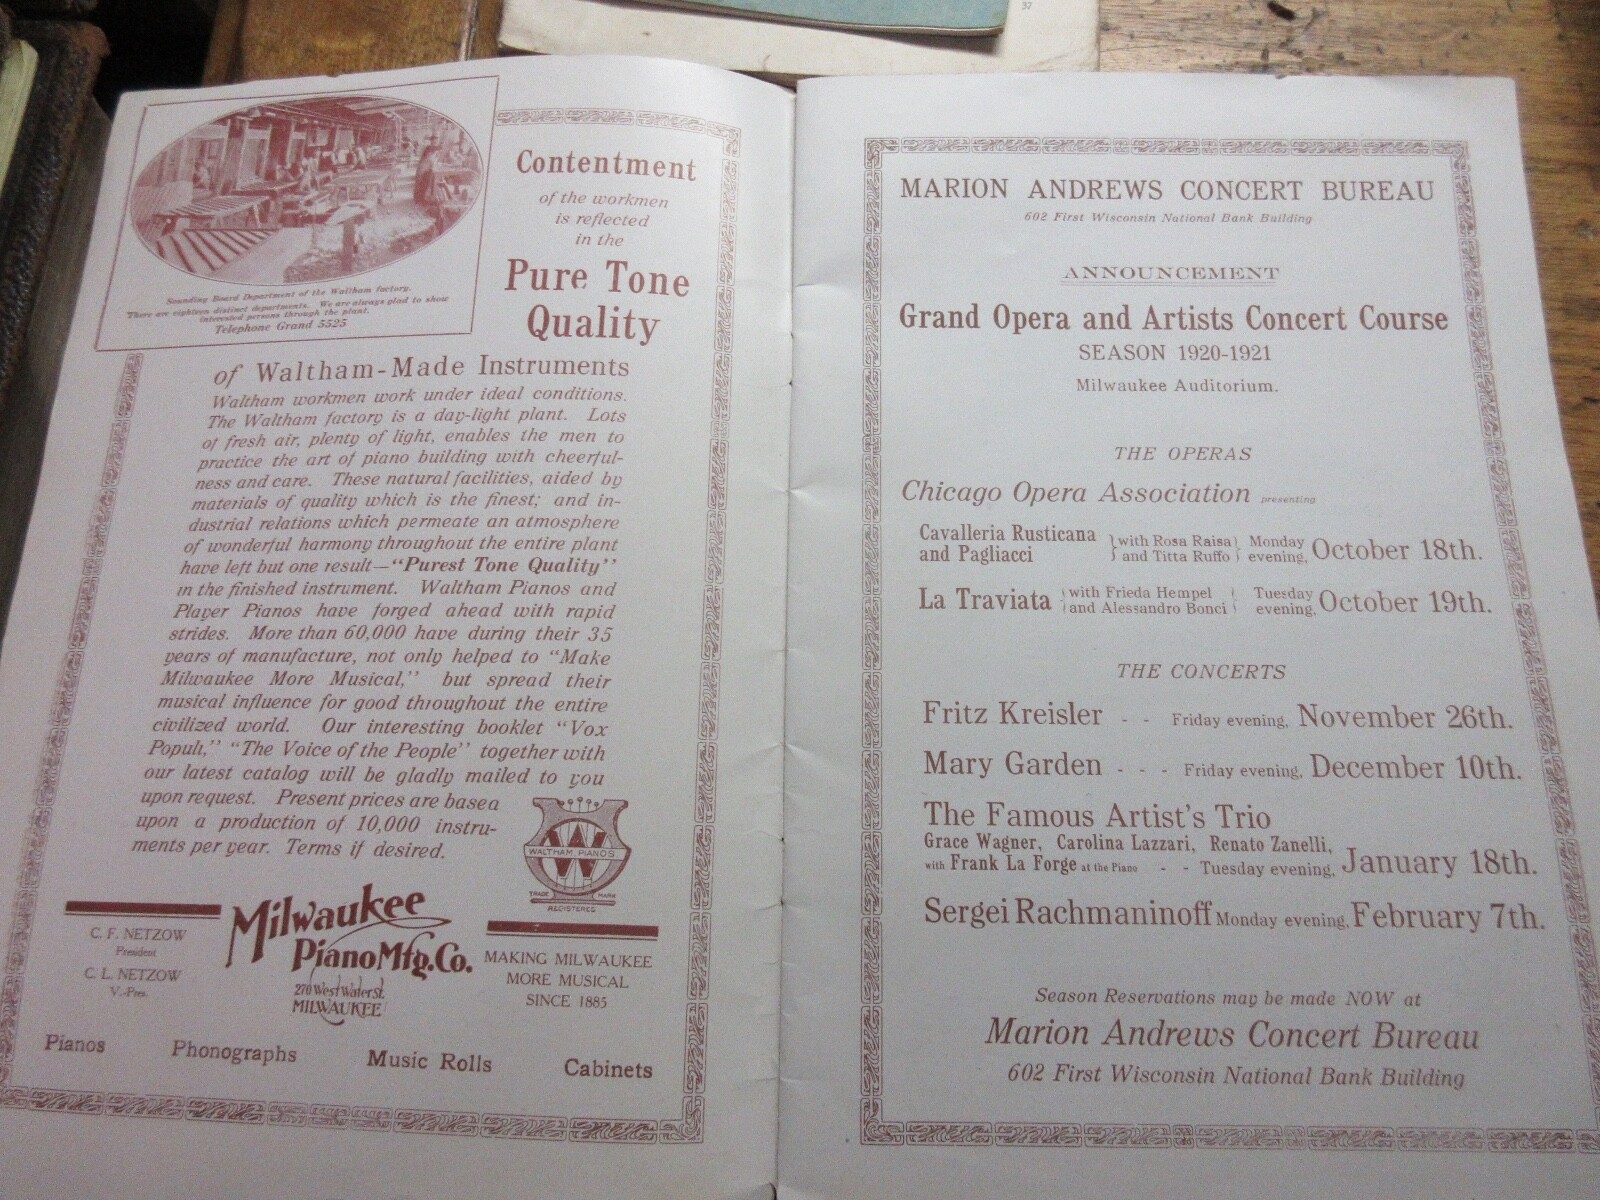 37
Sounding Board Department of the Waltham factory.
There are eighteen distinct departments. We are always glad to show
interested persons through the plant.
Telephone Grand 5525
Contentment
of the workmen
is reflected
in the
Pure Tone
Quality
of Waltham-Made Instruments
Waltham workmen work under ideal conditions.
The Waltham factory is a day-light plant. Lots
of fresh air, plenty of light, enables the men to
practice the art of piano building with cheerful-
ness and care. These natural facilities, aided by
materials of quality which is the finest; and in-
dustrial relations which permeate an atmosphere
of wonderful harmony throughout the entire plant
have left but one result—"Purest Tone Quality"
in the finished instrument. Waltham Pianos and
Player Pianos have forged ahead with rapid
strides. More than 60,000 have during their 35
years of manufacture, not only helped to "Make
Milwaukee More Musical," but spread their
musical influence for good throughout the entire
civilized world. Our interesting booklet "Vox
Populi," "The Voice of the People" together with
our latest catalog will be gladly mailed to you
upon request. Present prices are based
upon a production of 10,000 instru-
ments per year. Terms if desired.
W
WALTHAM PIANOS
TRADE MARK
REGISTERED
C. F. NETZOW
President
C. L. NETZOW
V.-Pres.
Milwaukee
Piano Mfg. Co.
270 West Water St.
MILWAUKEE
MAKING MILWAUKEE
MORE MUSICAL
SINCE 1885
Pianos Phonographs Music Rolls Cabinets
MARION ANDREWS CONCERT BUREAU
602 First Wisconsin National Bank Building
ANNOUNCEMENT
Grand Opera and Artists Concert Course
SEASON 1920-1921
Milwaukee Auditorium.
THE OPERAS
Chicago Opera Association presenting
Cavalleria Rusticana and Pagliacci } with Rosa Raisa and Titta Ruffo } Monday evening, October 18th.
La Traviata { with Frieda Hempel and Alessandro Bonci } Tuesday evening, October 19th.
THE CONCERTS
Fritz Kreisler - - Friday evening, November 26th.
Mary Garden - - - Friday evening, December 10th.
The Famous Artist's Trio
Grace Wagner, Carolina Lazzari, Renato Zanelli,
with Frank La Forge at the Piano - - Tuesday evening, January 18th.
Sergei Rachmaninoff Monday evening, February 7th.
Season Reservations may be made NOW at
Marion Andrews Concert Bureau
602 First Wisconsin National Bank Building